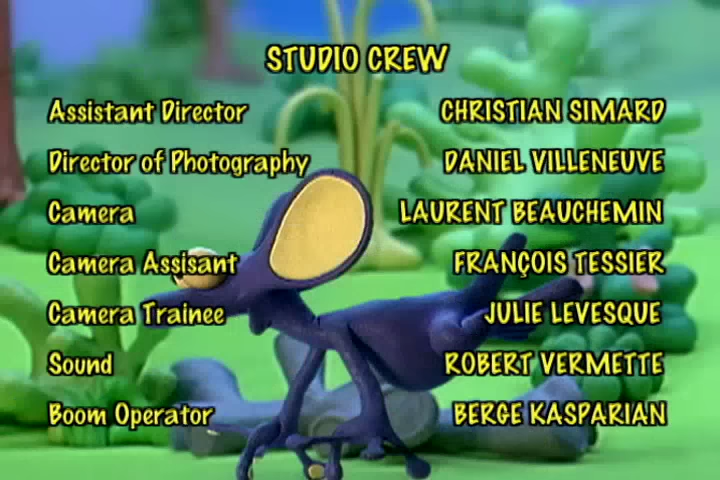 STUDIO CREW
Assistant Director CHRISTIAN SIMARD
Director of Photography DANIEL VILLENEUVE
Camera LAURENT BEAUCHEMIN
Camera Assisant FRANÇOIS TESSIER
Camera Trainee JULIE LEVESQUE
Sound ROBERT VERMETTE
Boom Operator BERGE KASPARIAN